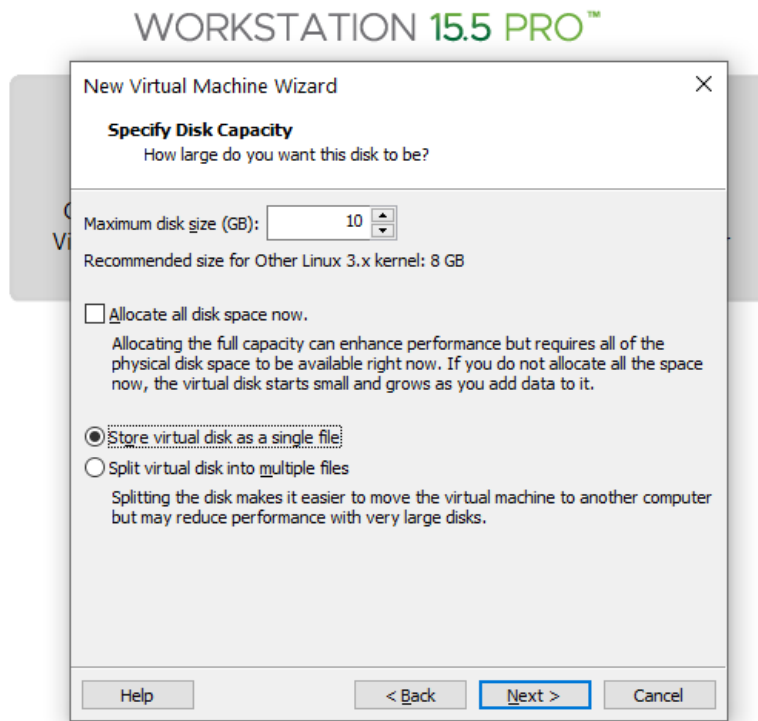 WORKSTATION 15.5 PRO™
New Virtual Machine Wizard
Specify Disk Capacity
How large do you want this disk to be?
Maximum disk size (GB): 10
Recommended size for Other Linux 3.x kernel: 8 GB
Allocate all disk space now.
Allocating the full capacity can enhance performance but requires all of the
physical disk space to be available right now. If you do not allocate all the space
now, the virtual disk starts small and grows as you add data to it.
Store virtual disk as a single file
Split virtual disk into multiple files
Splitting the disk makes it easier to move the virtual machine to another computer
but may reduce performance with very large disks.
Help
< Back
Next >
Cancel